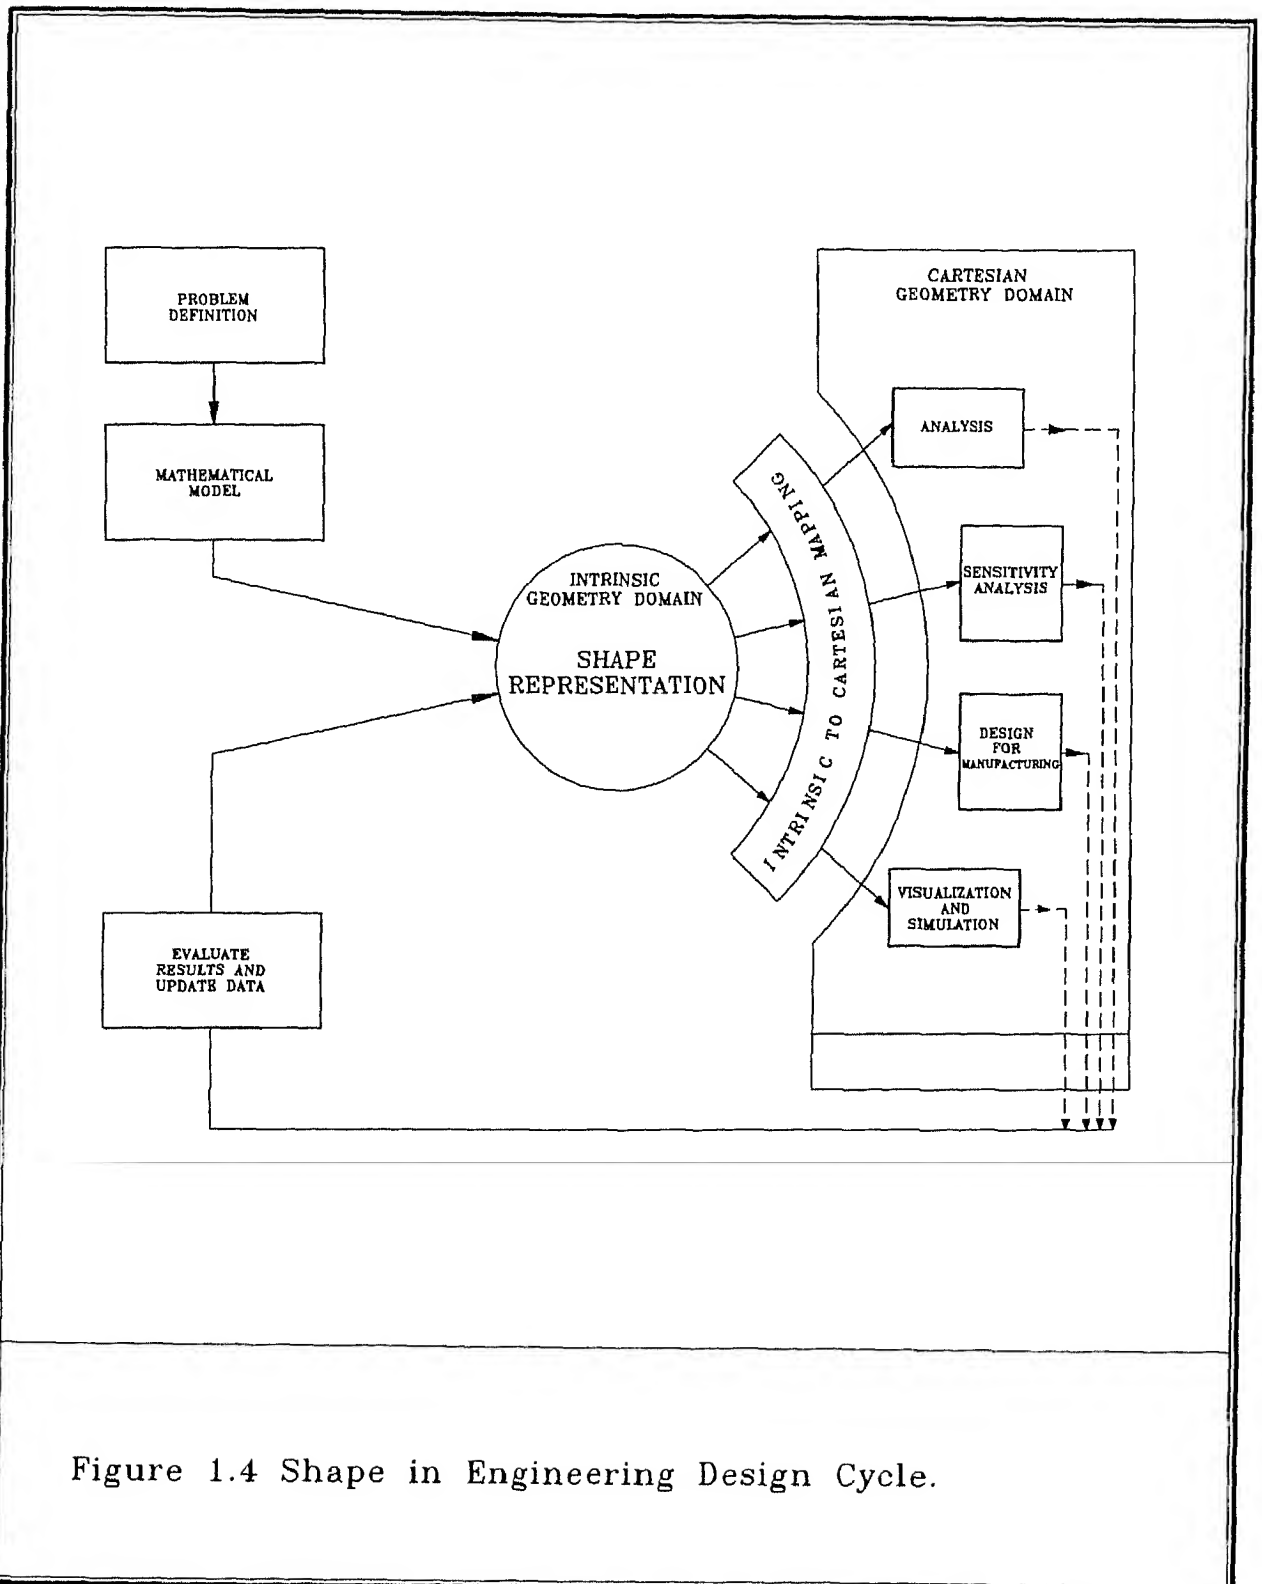 PROBLEM
DEFINITION
MATHEMATICAL
MODEL
INTRINSIC
GEOMETRY DOMAIN
SHAPE
REPRESENTATION
EVALUATE
RESULTS AND
UPDATE DATA
INTRINSIC TO CARTESIAN MAPPING
CARTESIAN
GEOMETRY DOMAIN
ANALYSIS
SENSITIVITY
ANALYSIS
DESIGN
FOR
MANUFACTURING
VISUALIZATION
AND
SIMULATION
Figure 1.4 Shape in Engineering Design Cycle.